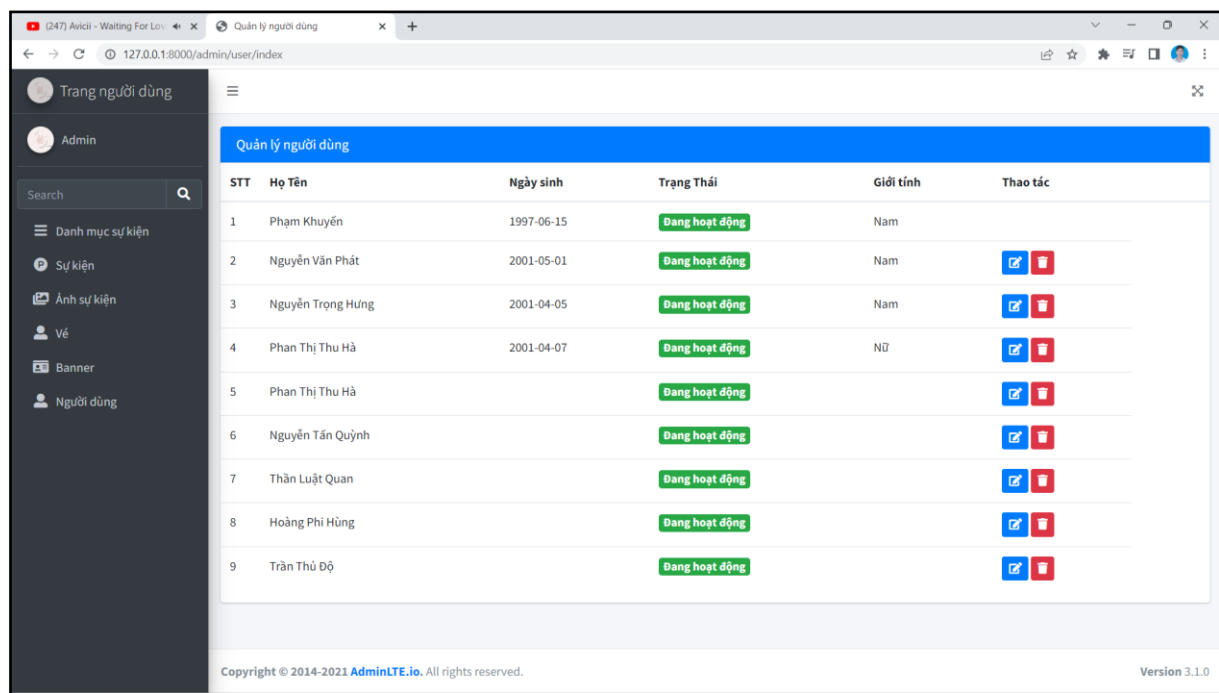 (247) Avicii - Waiting For Lov
Quản lý người dùng
127.0.0.1:8000/admin/user/index
Trang người dùng
Admin
Search
Danh mục sự kiện
Sự kiện
Ảnh sự kiện
Vé
Banner
Người dùng
Quản lý người dùng
STT Họ Tên Ngày sinh Trạng Thái Giới tính Thao tác
1 Phạm Khuyến 1997-06-15 Đang hoạt động Nam
2 Nguyễn Văn Phát 2001-05-01 Đang hoạt động Nam
3 Nguyễn Trọng Hưng 2001-04-05 Đang hoạt động Nam
4 Phan Thị Thu Hà 2001-04-07 Đang hoạt động Nữ
5 Phan Thị Thu Hà Đang hoạt động
6 Nguyễn Tấn Quỳnh Đang hoạt động
7 Thần Luật Quan Đang hoạt động
8 Hoàng Phi Hùng Đang hoạt động
9 Trần Thủ Độ Đang hoạt động
Copyright © 2014-2021 AdminLTE.io. All rights reserved. Version 3.1.0